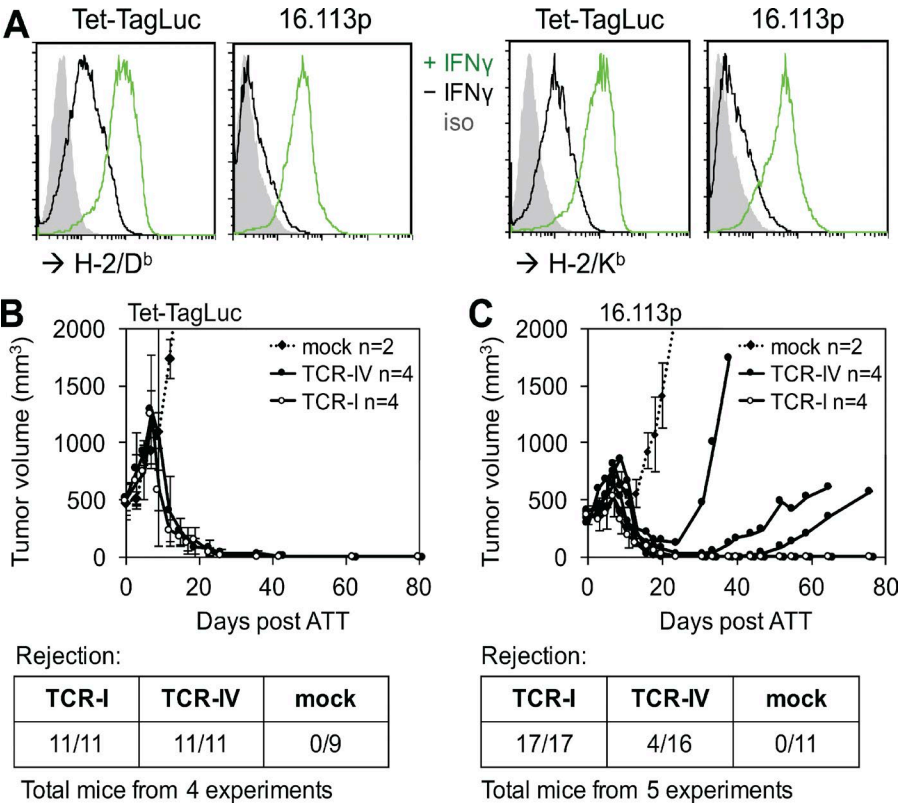 A
Tet-TagLuc
16.113p
+ IFNγ
− IFNγ
iso
Tet-TagLuc
16.113p
→ H-2/Dᵇ
→ H-2/Kᵇ
B
Tet-TagLuc
Tumor volume (mm³)
2000
1500
1000
500
0
mock n=2
TCR-IV n=4
TCR-I n=4
0 20 40 60 80
Days post ATT
Rejection:
TCR-I TCR-IV mock
11/11 11/11 0/9
Total mice from 4 experiments
C
16.113p
Tumor volume (mm³)
2000
1500
1000
500
0
mock n=2
TCR-IV n=4
TCR-I n=4
0 20 40 60 80
Days post ATT
Rejection:
TCR-I TCR-IV mock
17/17 4/16 0/11
Total mice from 5 experiments